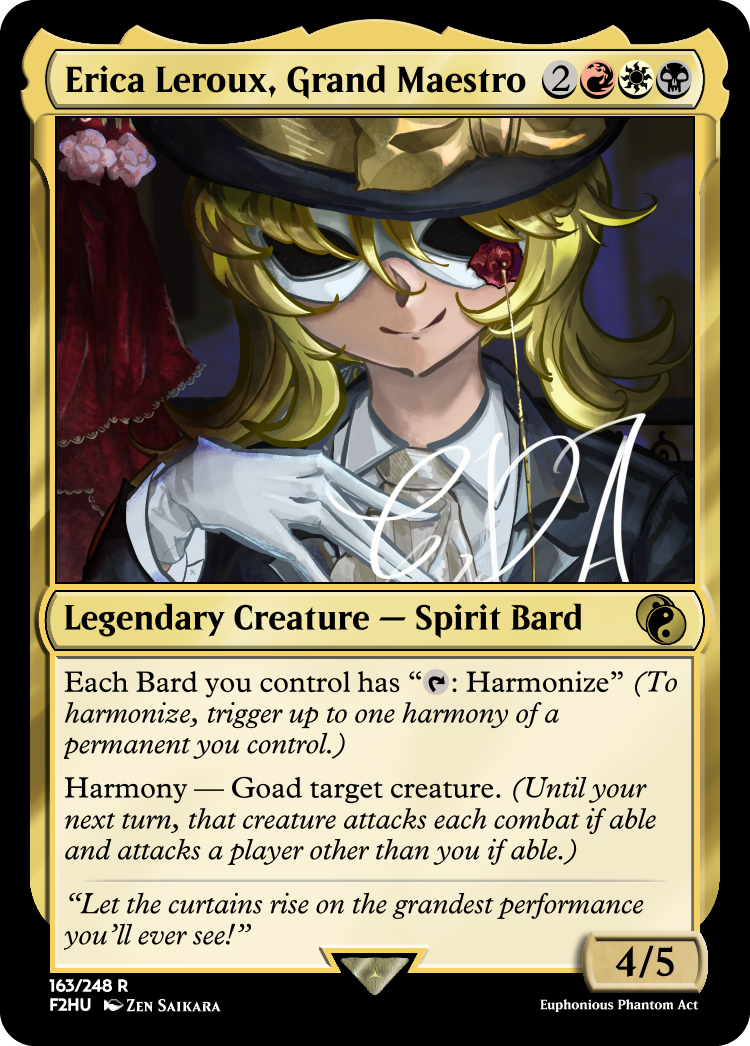 Erica Leroux, Grand Maestro 2
CVA
Legendary Creature — Spirit Bard
Each Bard you control has “: Harmonize” (To
harmonize, trigger up to one harmony of a
permanent you control.)
Harmony — Goad target creature. (Until your
next turn, that creature attacks each combat if able
and attacks a player other than you if able.)
“Let the curtains rise on the grandest performance
you’ll ever see!”
4/5
163/248 R
F2HU ZEN SAIKARA
Euphonious Phantom Act